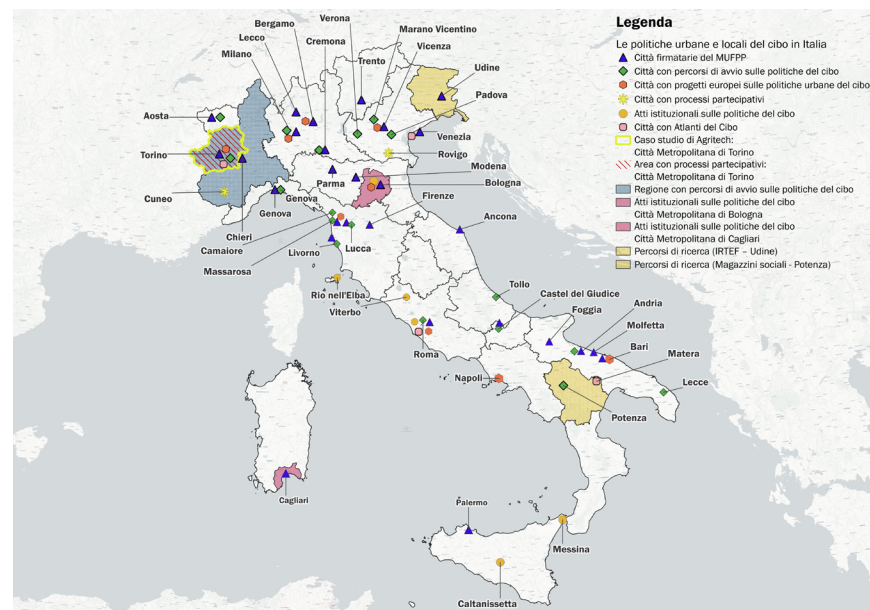 Legenda
Le politiche urbane e locali del cibo in Italia
Città firmatarie del MUFPP
Città con percorsi di avvio sulle politiche del cibo
Città con progetti europei sulle politiche urbane del cibo
Città con processi partecipativi
Atti istituzionali sulle politiche del cibo
Città con Atlanti del Cibo
Caso studio di Agritech:
Città Metropolitana di Torino
Area con processi partecipativi:
Città Metropolitana di Torino
Regione con percorsi di avvio sulle politiche del cibo
Atti istituzionali sulle politiche del cibo
Città Metropolitana di Bologna
Atti istituzionali sulle politiche del cibo
Città Metropolitana di Cagliari
Percorsi di ricerca (IRTEF – Udine)
Percorsi di ricerca (Magazzini sociali - Potenza)
Verona
Bergamo
Marano Vicentino
Lecco
Cremona
Vicenza
Milano
Trento
Udine
Padova
Aosta
Venezia
Torino
Rovigo
Modena
Parma
Bologna
Cuneo
Genova
Genova
Firenze
Ancona
Chieri
Camaiore
Lucca
Livorno
Massarosa
Tollo
Rio nell'Elba
Castel del Giudice
Viterbo
Andria
Foggia
Molfetta
Bari
Roma
Matera
Napoli
Lecce
Potenza
Cagliari
Palermo
Messina
Caltanissetta